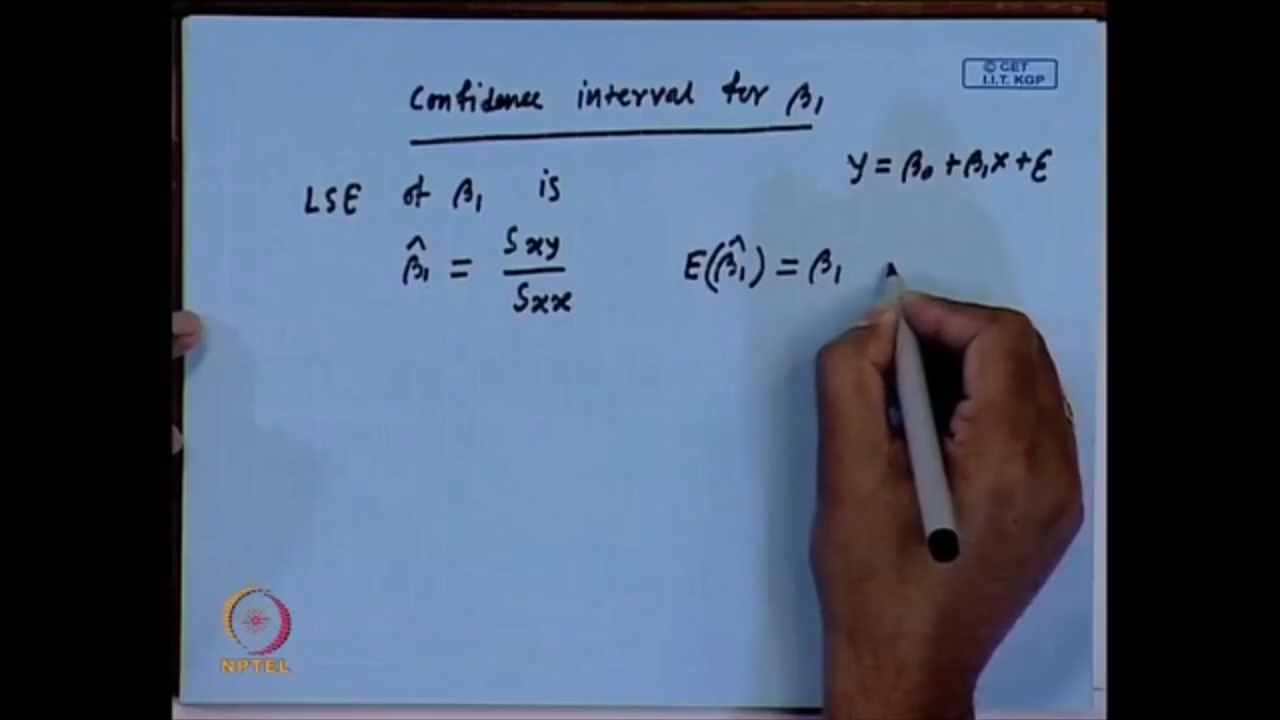 © CET
I.I.T. KGP
Confidence interval for β₁
y = β₀ + β₁x + ε
LSE of β₁ is
β̂₁ = Sxy / Sxx
E(β̂₁) = β₁
NPTEL